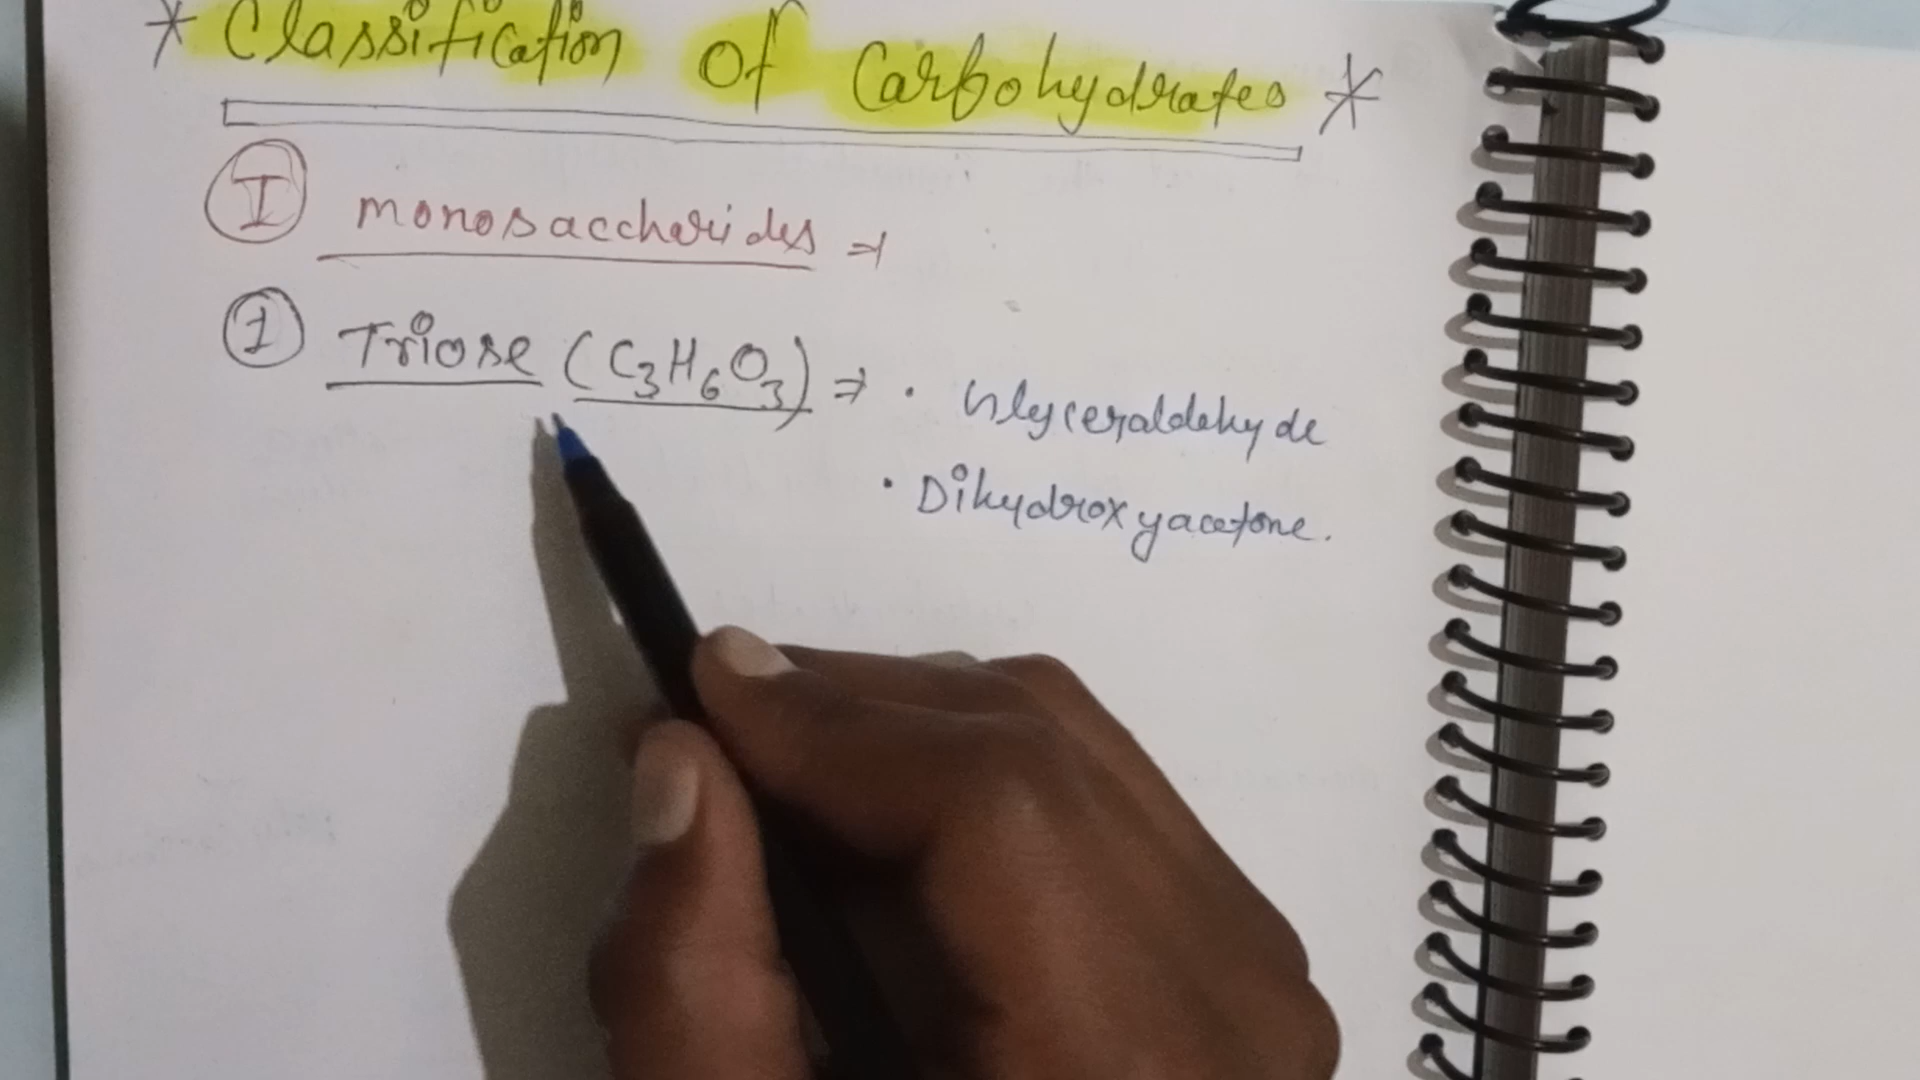 * Classification of Carbohydrates *
I monosaccharides ⇒
1 Triose (C₃H₆O₃) ⇒ • Glyceraldehyde
• Dihydroxyacetone.